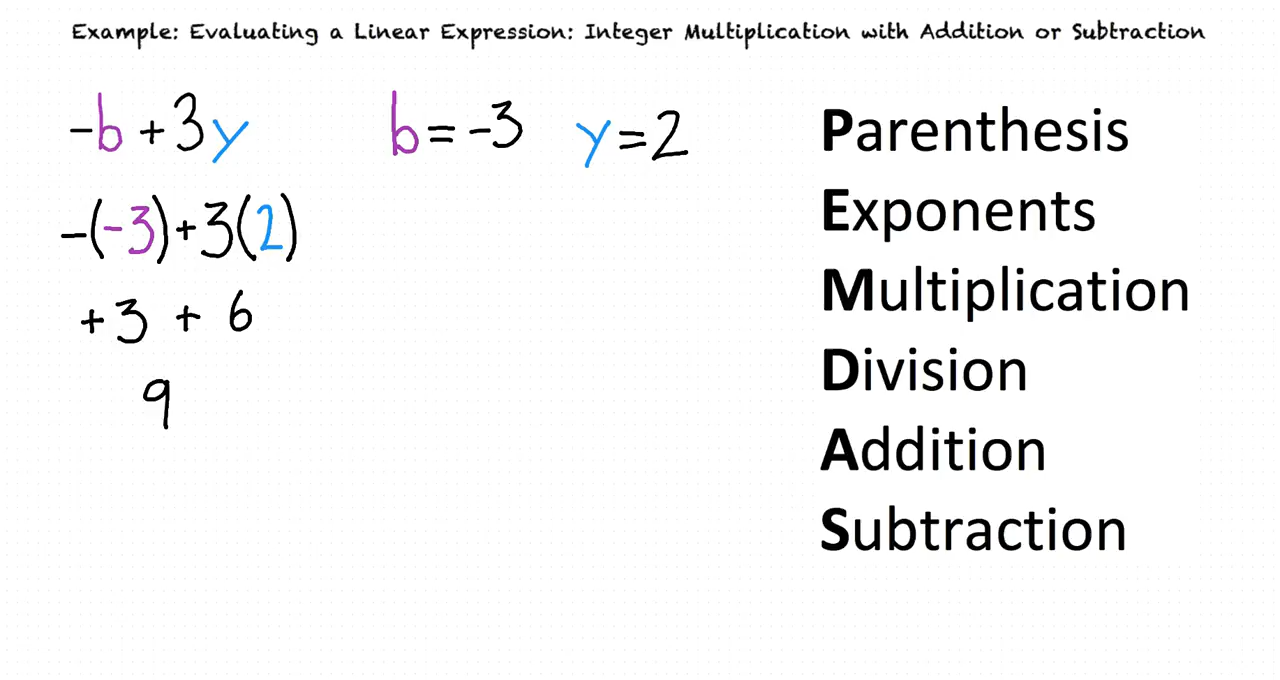 Example: Evaluating a Linear Expression: Integer Multiplication with Addition or Subtraction
-b + 3y b = -3 y = 2
-(-3) + 3(2)
+3 + 6
9
Parenthesis
Exponents
Multiplication
Division
Addition
Subtraction